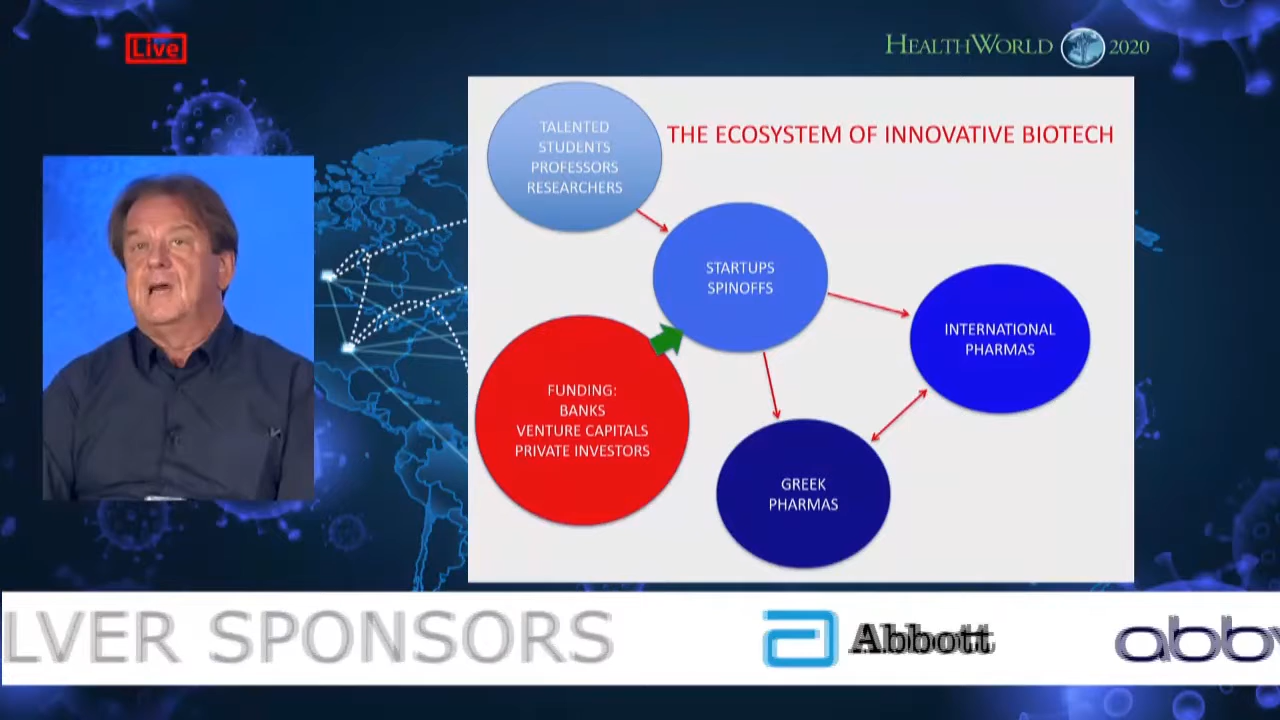 Live
HEALTHWORLD 2020
THE ECOSYSTEM OF INNOVATIVE BIOTECH
TALENTED
STUDENTS
PROFESSORS
RESEARCHERS
STARTUPS
SPINOFFS
INTERNATIONAL
PHARMAS
FUNDING:
BANKS
VENTURE CAPITALS
PRIVATE INVESTORS
GREEK
PHARMAS
LVER SPONSORS
Abbott
abbv